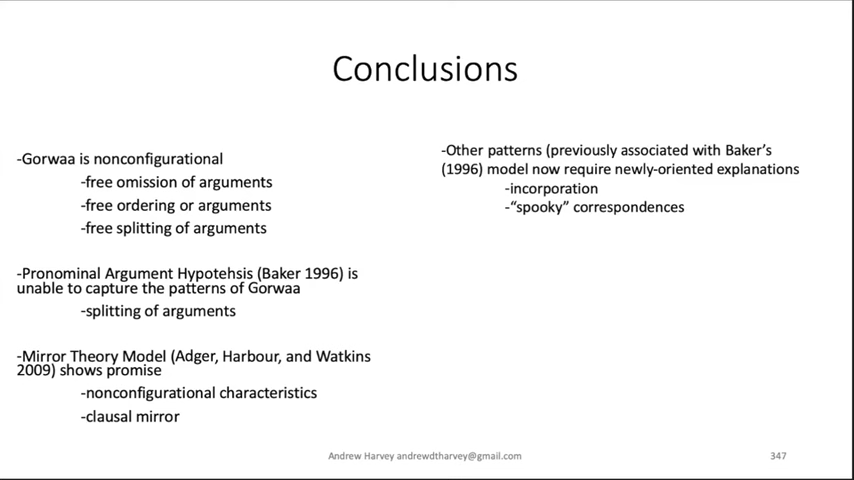 Conclusions
-Gorwaa is nonconfigurational
-free omission of arguments
-free ordering or arguments
-free splitting of arguments
-Pronominal Argument Hypotehsis (Baker 1996) is
unable to capture the patterns of Gorwaa
-splitting of arguments
-Mirror Theory Model (Adger, Harbour, and Watkins
2009) shows promise
-nonconfigurational characteristics
-clausal mirror
-Other patterns (previously associated with Baker’s
(1996) model now require newly-oriented explanations
-incorporation
-“spooky” correspondences
Andrew Harvey andrewdtharvey@gmail.com
347